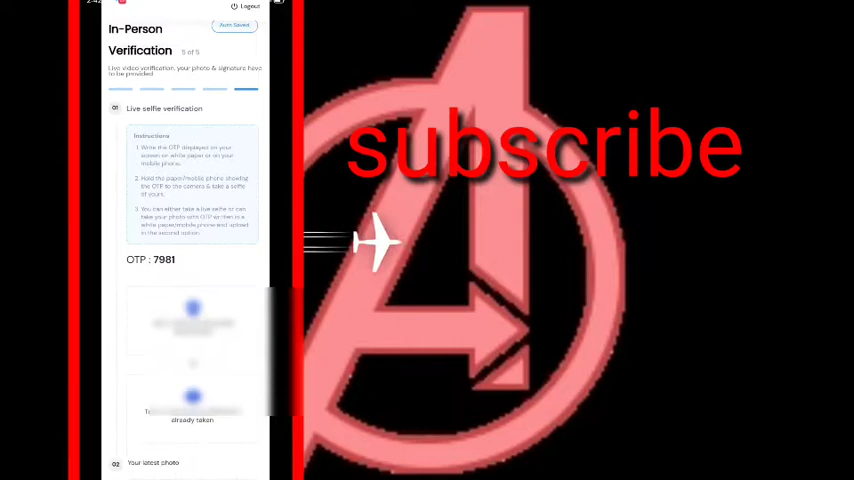 2:42
Logout
In-Person
Auto Saved
Verification 5 of 5
Live video verification, your photo & signature have
to be provided
01 Live selfie verification
Instructions
1 Write the OTP displayed on your
screen on white paper or on your
mobile phone.
2. Hold the paper/mobile phone showing
the OTP to the camera & take a selfie
of yours.
3. You can either take a live selfie or can
take your photo with OTP written in a
white paper/mobile phone and upload
in the second option.
OTP : 7981
already taken
02 Your latest photo
subscribe